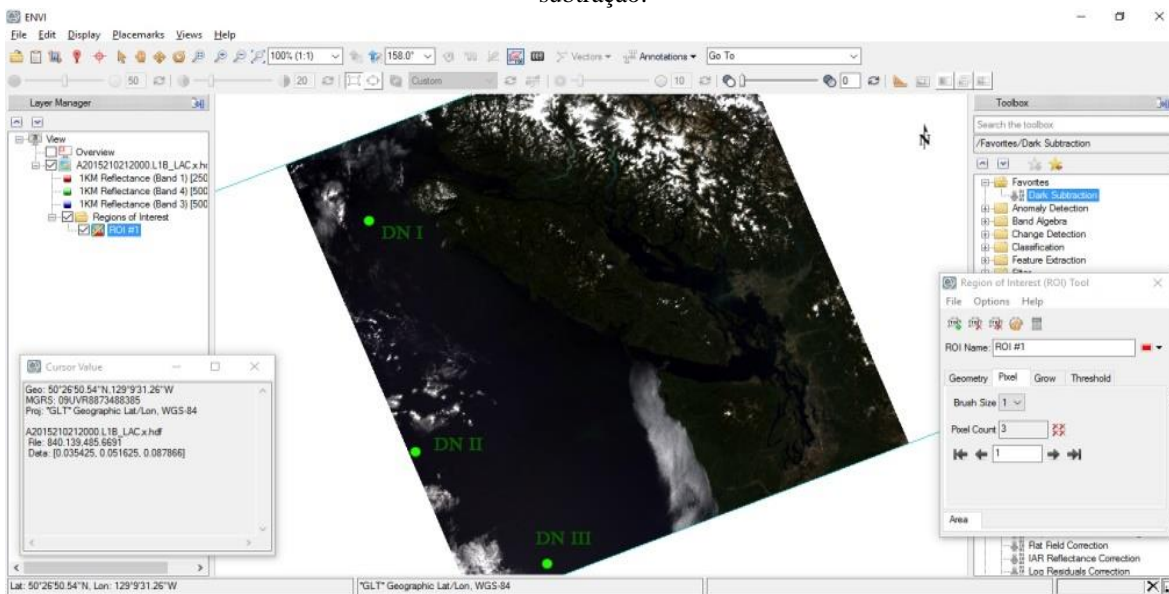 subtração.
ENVI
File Edit Display Placemarks Views Help
100% (1:1) 158.0° Vectors Annotations Go To
50 20 Custom 10 0
Layer Manager
View
Overview
A2015210212000.L1B_LAC.x.h
1KM Reflectance (Band 1) [250
1KM Reflectance (Band 4) [500
1KM Reflectance (Band 3) [500
Regions of Interest
ROI #1
Cursor Value
Geo: 50°26'50.54"N,129°9'31.26"W
MGRS: 09UVR8873488385
Proj: "GLT" Geographic Lat/Lon, WGS-84
A2015210212000.L1B_LAC.x.hdf
File: 840.139,485.6691
Data: [0.035425, 0.051625, 0.087866]
N
DN I
DN II
DN III
Toolbox
Search the toolbox
/Favorites/Dark Subtraction
Favorites
Dark Subtraction
Anomaly Detection
Band Algebra
Change Detection
Classification
Feature Extraction
Region of Interest (ROI) Tool
File Options Help
ROI Name: ROI #1
Geometry Pixel Grow Threshold
Brush Size 1
Pixel Count 3
1
Area
Flat Field Correction
IAR Reflectance Correction
Log Residuals Correction
Lat: 50°26'50.54"N, Lon: 129°9'31.26"W "GLT" Geographic Lat/Lon, WGS-84